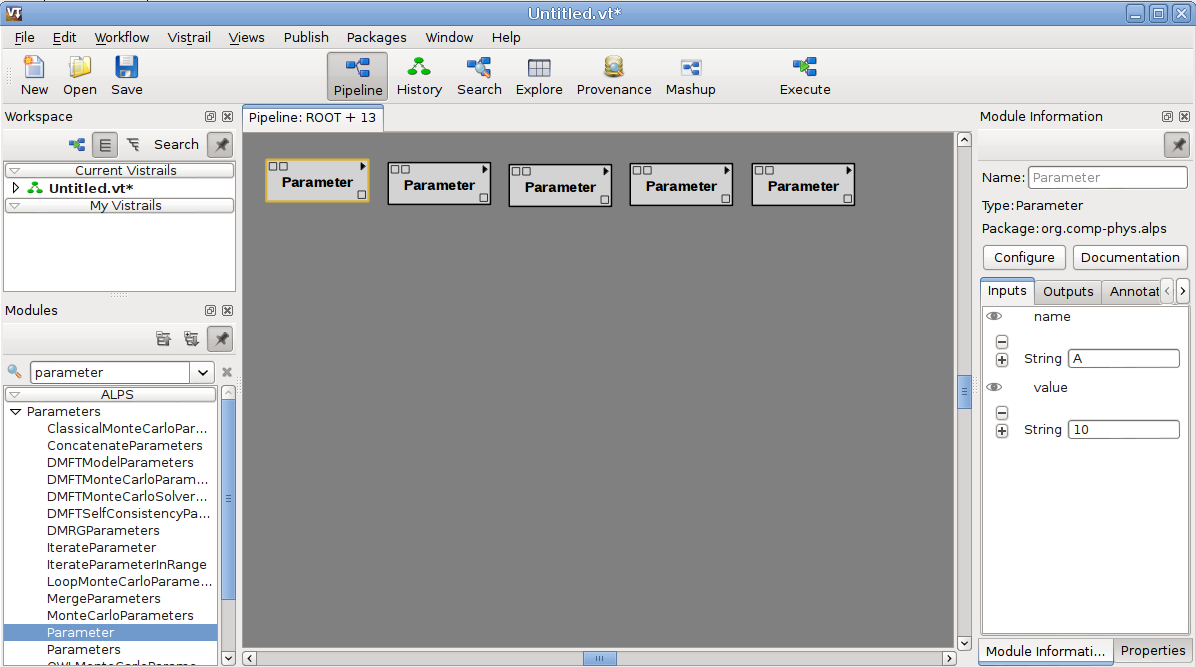 Untitled.vt*
File Edit Workflow Vistrail Views Publish Packages Window Help
New Open Save Pipeline History Search Explore Provenance Mashup Execute
Workspace
Search
Current Vistrails
Untitled.vt*
My Vistrails
Modules
parameter
ALPS
Parameters
ClassicalMonteCarloPar...
ConcatenateParameters
DMFTModelParameters
DMFTMonteCarloParam...
DMFTMonteCarloSolver...
DMFTSelfConsistencyPa...
DMRGParameters
IterateParameter
IterateParameterInRange
LoopMonteCarloParame...
MergeParameters
MonteCarloParameters
Parameter
Parameters
Pipeline: ROOT + 13
Parameter Parameter Parameter Parameter Parameter
Module Information
Name: Parameter
Type: Parameter
Package: org.comp-phys.alps
Configure Documentation
Inputs Outputs Annotat
name
String A
value
String 10
Module Informati... Properties